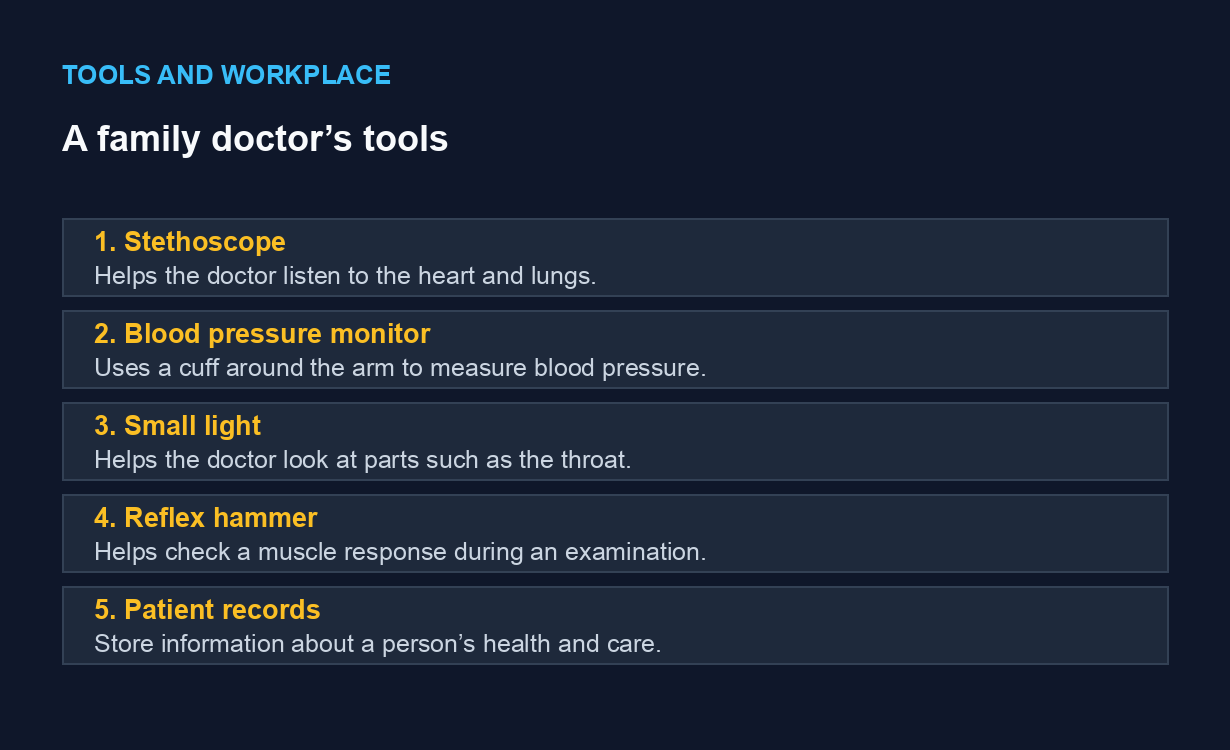 TOOLS AND WORKPLACE
A family doctor’s tools
1. Stethoscope
Helps the doctor listen to the heart and lungs.
2. Blood pressure monitor
Uses a cuff around the arm to measure blood pressure.
3. Small light
Helps the doctor look at parts such as the throat.
4. Reflex hammer
Helps check a muscle response during an examination.
5. Patient records
Store information about a person’s health and care.